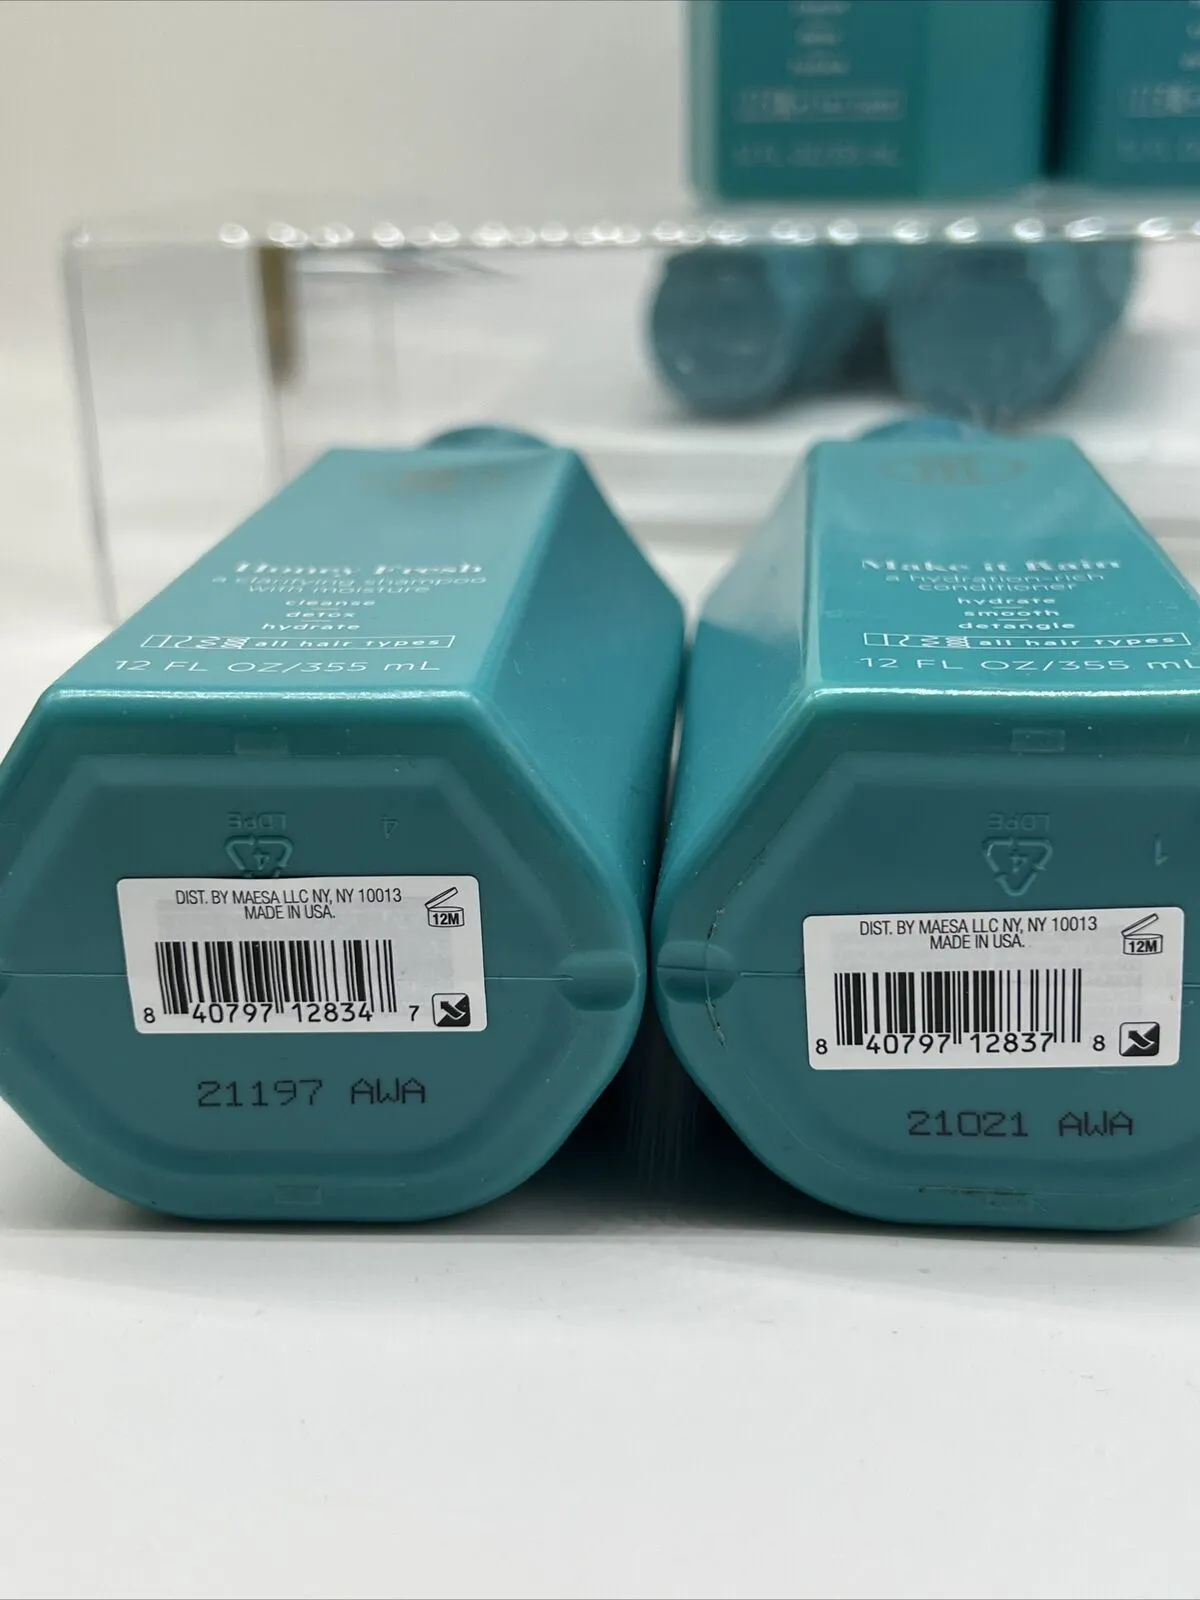 Honey Fresh
a clarifying shampoo
with moisture
cleanse
detox
hydrate
all hair types
12 FL OZ/355 mL
LDPE
4
4
DIST. BY MAESA LLC NY, NY 10013
MADE IN USA.
12M
8 40797 12834 7
21197 AWA
Make it Rain
a hydration-rich
conditioner
hydrate
smooth
detangle
all hair types
12 FL OZ/355 mL
LDPE
4
1
DIST. BY MAESA LLC NY, NY 10013
MADE IN USA.
12M
8 40797 12837 8
21021 AWA